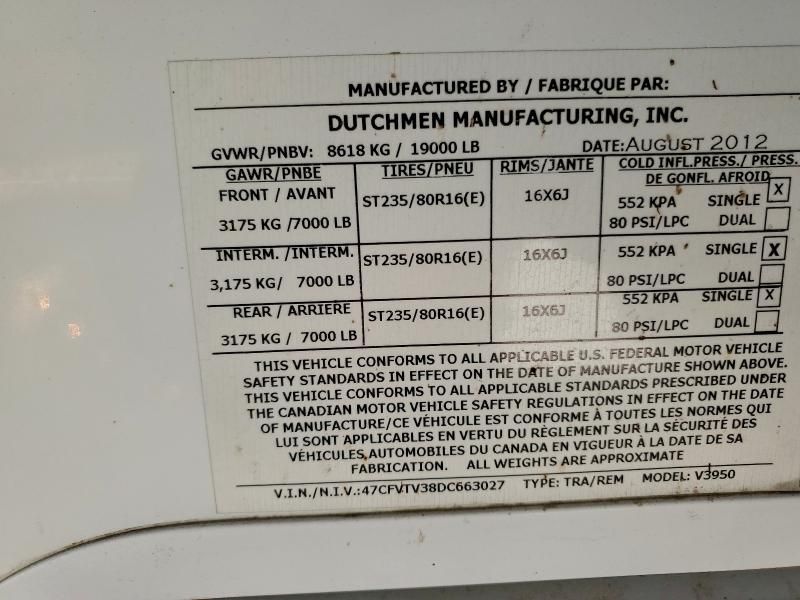 MANUFACTURED BY / FABRIQUE PAR:
DUTCHMEN MANUFACTURING, INC.
GVWR/PNBV: 8618 KG / 19000 LB DATE:AUGUST 2012
GAWR/PNBE TIRES/PNEU RIMS/JANTE COLD INFL.PRESS./ PRESS. DE GONFL. AFROID
FRONT / AVANT ST235/80R16(E) 16X6J 552 KPA SINGLE X
3175 KG /7000 LB 80 PSI/LPC DUAL
INTERM. /INTERM. ST235/80R16(E) 16X6J 552 KPA SINGLE X
3,175 KG/ 7000 LB 80 PSI/LPC DUAL
REAR / ARRIERE ST235/80R16(E) 16X6J 552 KPA SINGLE X
3175 KG / 7000 LB 80 PSI/LPC DUAL
THIS VEHICLE CONFORMS TO ALL APPLICABLE U.S. FEDERAL MOTOR VEHICLE
SAFETY STANDARDS IN EFFECT ON THE DATE OF MANUFACTURE SHOWN ABOVE.
THIS VEHICLE CONFORMS TO ALL APPLICABLE STANDARDS PRESCRIBED UNDER
THE CANADIAN MOTOR VEHICLE SAFETY REGULATIONS IN EFFECT ON THE DATE
OF MANUFACTURE/CE VÉHICULE EST CONFORME À TOUTES LES NORMES QUI
LUI SONT APPLICABLES EN VERTU DU RÈGLEMENT SUR LA SÉCURITÉ DES
VÉHICULES AUTOMOBILES DU CANADA EN VIGUEUR À LA DATE DE SA
FABRICATION. ALL WEIGHTS ARE APPROXIMATE
V.I.N./N.I.V.:47CFVTV38DC663027 TYPE: TRA/REM MODEL: V3950